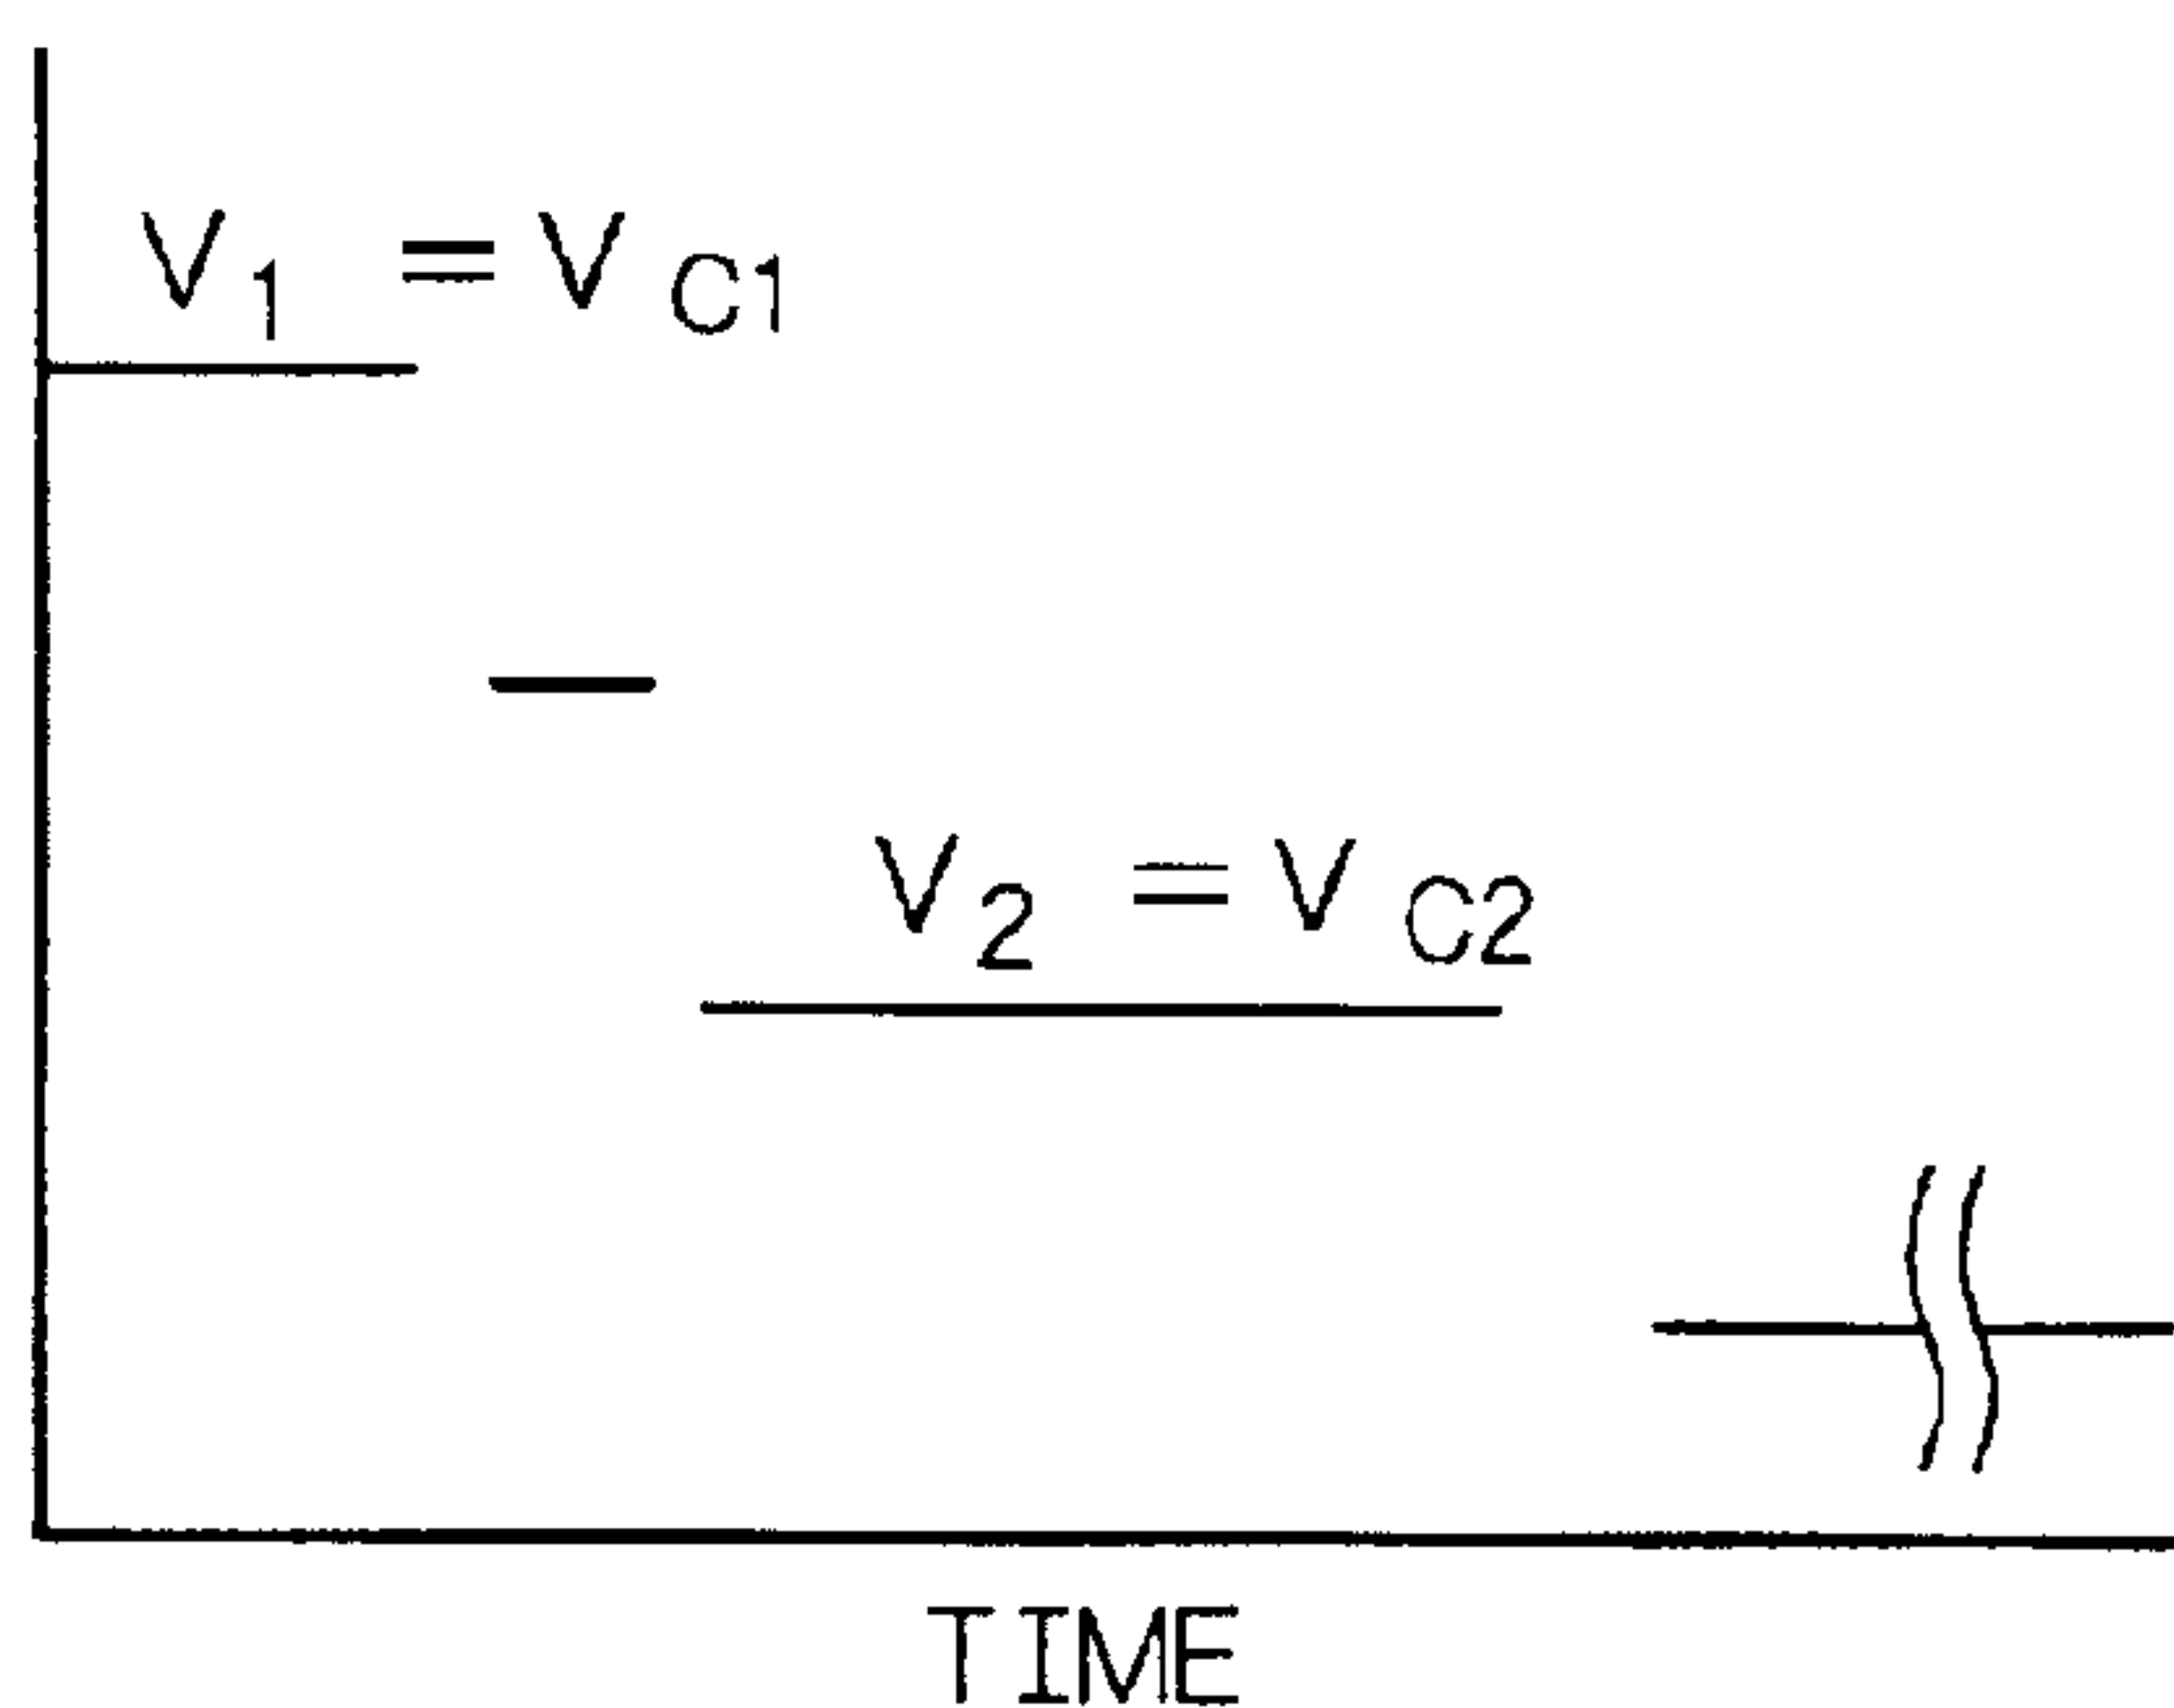 V1 = VC1
V2 = VC2
TIME